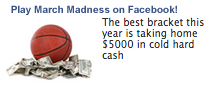 Play March Madness on Facebook!
The best bracket this
year is taking home
$5000 in cold hard
cash